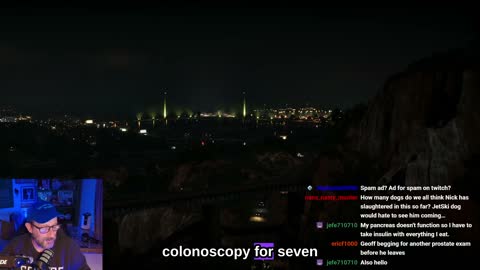 Spam ad? Ad for spam on twitch?
How many dogs do we all think Nick has
slaughtered in this so far? JetSki dog
would hate to see him coming...
jefe710710 My pancreas doesn't function so I have to
take insulin with everything I eat.
Geoff begging for another prostate exam
before he leaves
jefe710710 Also hello
colonoscopy for seven